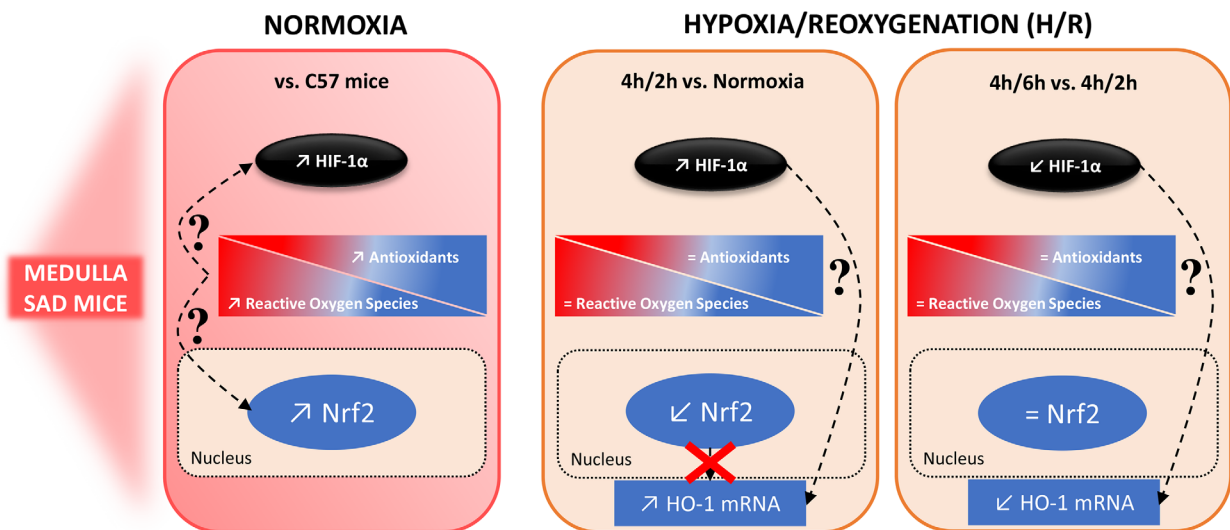 NORMOXIA
HYPOXIA/REOXYGENATION (H/R)
MEDULLA
SAD MICE
vs. C57 mice
↗ HIF-1α
?
↗ Antioxidants
↗ Reactive Oxygen Species
?
↗ Nrf2
Nucleus
4h/2h vs. Normoxia
↗ HIF-1α
= Antioxidants
?
= Reactive Oxygen Species
↙ Nrf2
Nucleus
↗ HO-1 mRNA
4h/6h vs. 4h/2h
↙ HIF-1α
= Antioxidants
?
= Reactive Oxygen Species
= Nrf2
Nucleus
↙ HO-1 mRNA